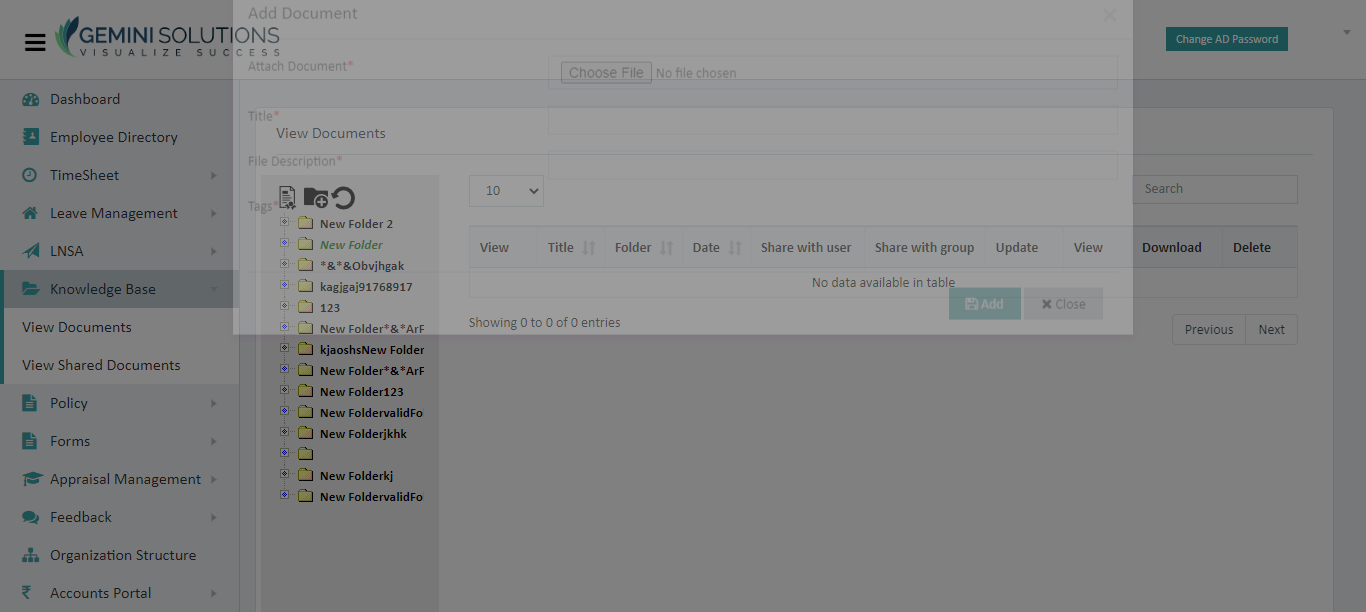 Add Document
×
GEMINI SOLUTIONS
VISUALIZE SUCCESS
Change AD Password
Attach Document*
Choose File No file chosen
Title*
File Description*
Tags*
Add
Close
Dashboard
Employee Directory
TimeSheet
Leave Management
LNSA
Knowledge Base
View Documents
View Shared Documents
Policy
Forms
Appraisal Management
Feedback
Organization Structure
Accounts Portal
View Documents
New Folder 2
New Folder
*&*&Obvjhgak
kagjgaj91768917
123
New Folder*&*ArF
kjaoshsNew Folder
New Folder*&*ArF
New Folder123
New FoldervalidFo
New Folderjkhk
New Folderkj
New FoldervalidFo
10
Search
View Title Folder Date Share with user Share with group Update View Download Delete
No data available in table
Showing 0 to 0 of 0 entries
Previous Next